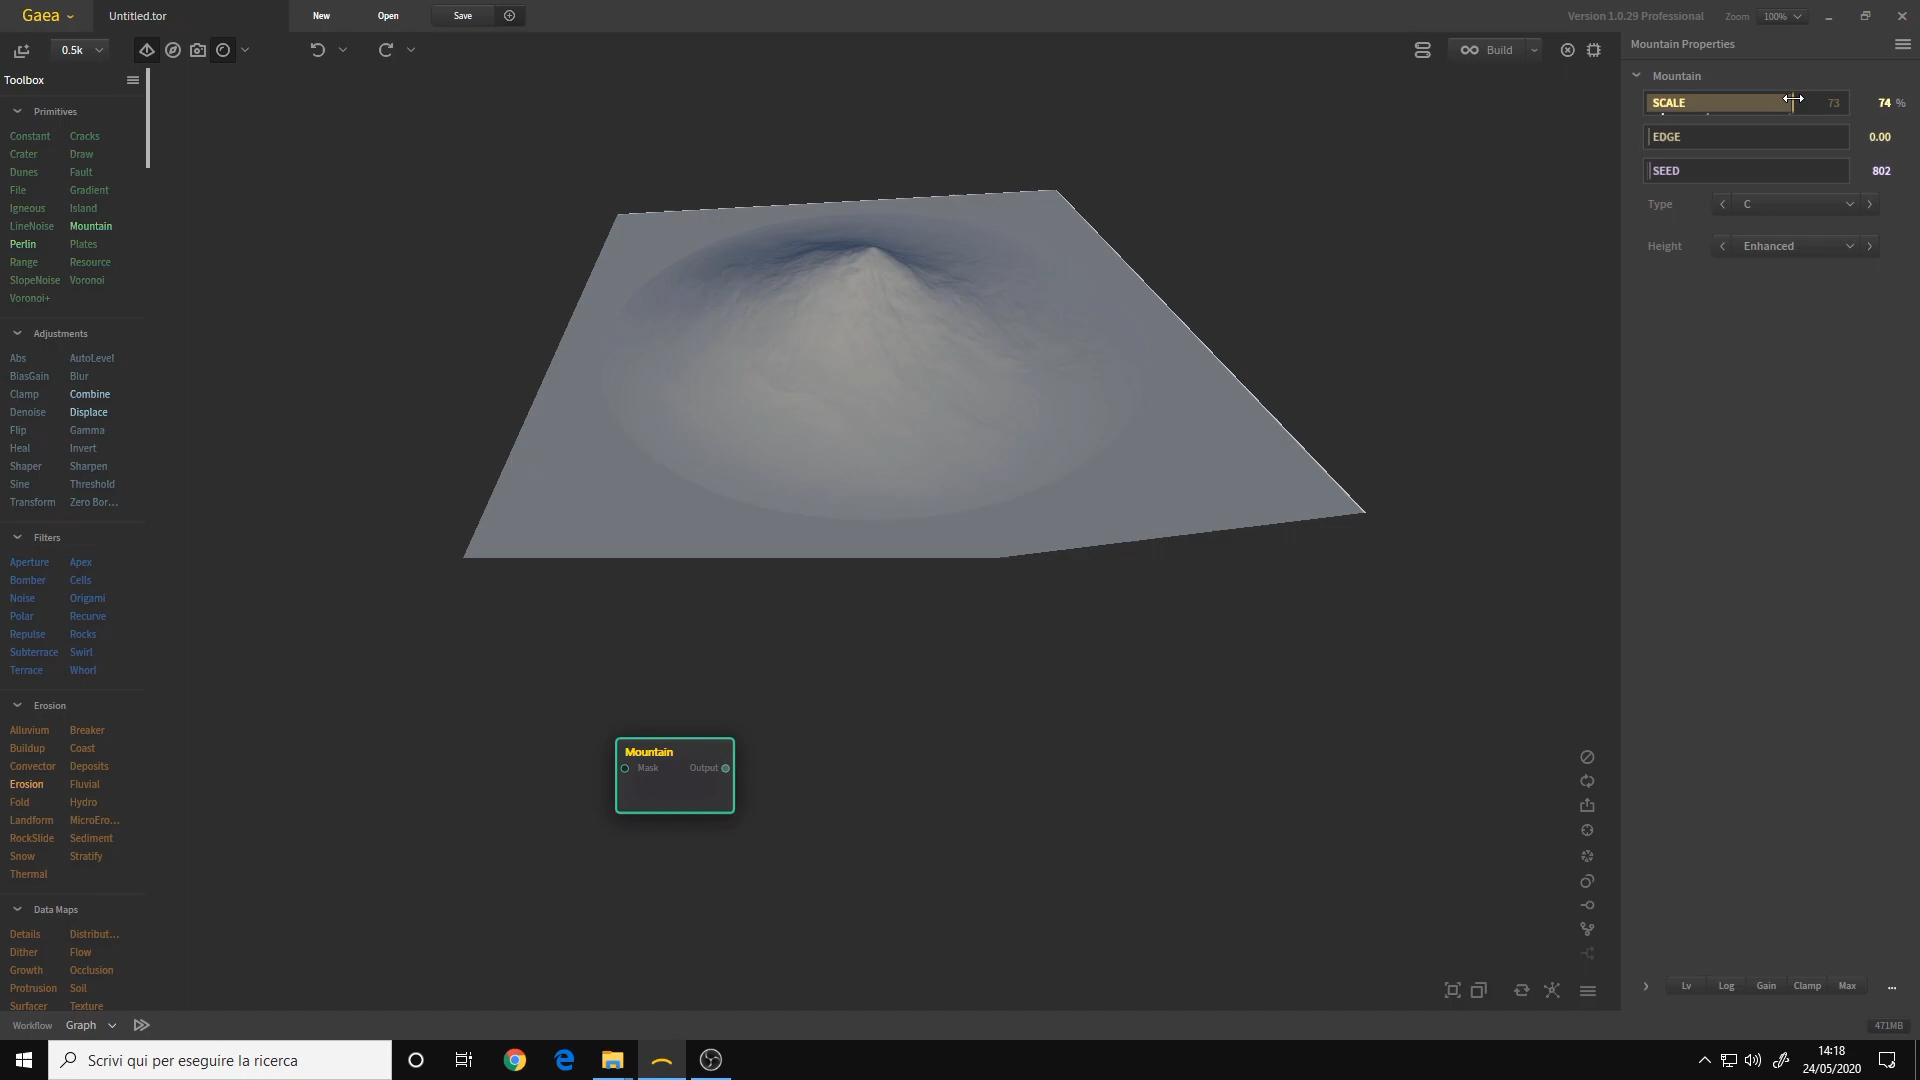 Gaea
Untitled.tor
New
Open
Save
Version 1.0.29 Professional
Zoom
100%
0.5k
Build
Mountain Properties
Toolbox
Mountain
SCALE 73 74 %
EDGE 0.00
SEED 802
Type C
Height Enhanced
Primitives
Constant Cracks
Crater Draw
Dunes Fault
File Gradient
Igneous Island
LineNoise Mountain
Perlin Plates
Range Resource
SlopeNoise Voronoi
Voronoi+
Adjustments
Abs AutoLevel
BiasGain Blur
Clamp Combine
Denoise Displace
Flip Gamma
Heal Invert
Shaper Sharpen
Sine Threshold
Transform Zero Bor...
Filters
Aperture Apex
Bomber Cells
Noise Origami
Polar Recurve
Repulse Rocks
Subterrace Swirl
Terrace Whorl
Erosion
Alluvium Breaker
Buildup Coast
Convector Deposits
Erosion Fluvial
Fold Hydro
Landform MicroEro...
RockSlide Sediment
Snow Stratify
Thermal
Data Maps
Details Distribut...
Dither Flow
Growth Occlusion
Protrusion Soil
Surfacer Texture
Mountain
Mask Output
Lv Log Gain Clamp Max ...
Workflow Graph
471MB
Scrivi qui per eseguire la ricerca
14:18
24/05/2020